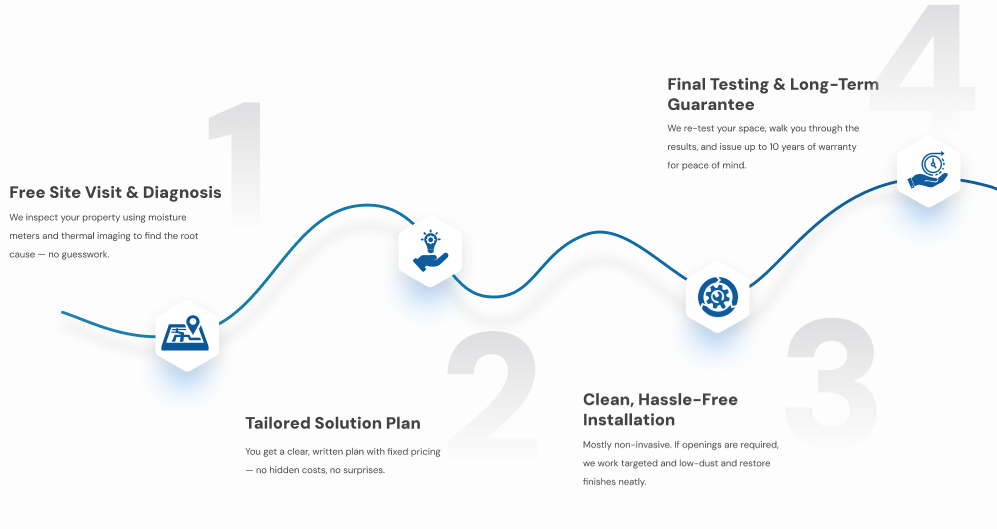 1
Free Site Visit & Diagnosis
We inspect your property using moisture
meters and thermal imaging to find the root
cause — no guesswork.
2
Tailored Solution Plan
You get a clear, written plan with fixed pricing
— no hidden costs, no surprises.
3
Clean, Hassle-Free
Installation
Mostly non-invasive. If openings are required,
we work targeted and low-dust and restore
finishes neatly.
4
Final Testing & Long-Term
Guarantee
We re-test your space, walk you through the
results, and issue up to 10 years of warranty
for peace of mind.